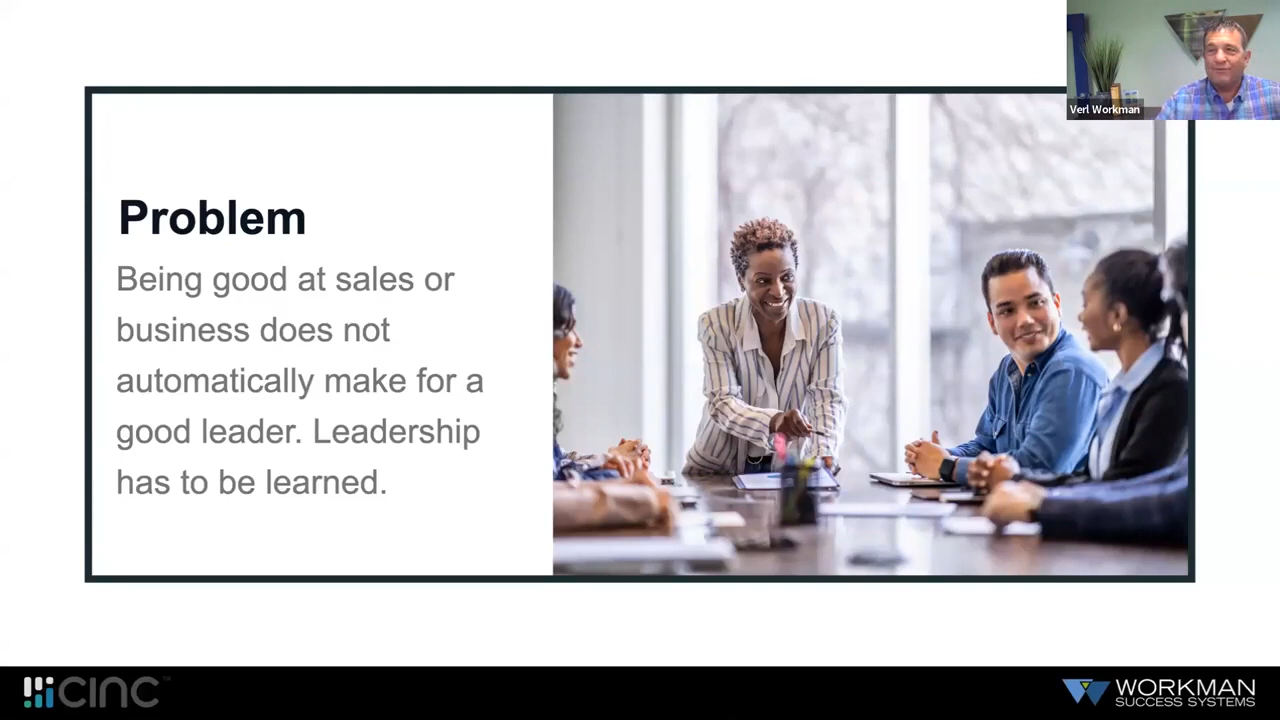 Verl Workman
Problem
Being good at sales or
business does not
automatically make for a
good leader. Leadership
has to be learned.
CINC™
WORKMAN
SUCCESS SYSTEMS